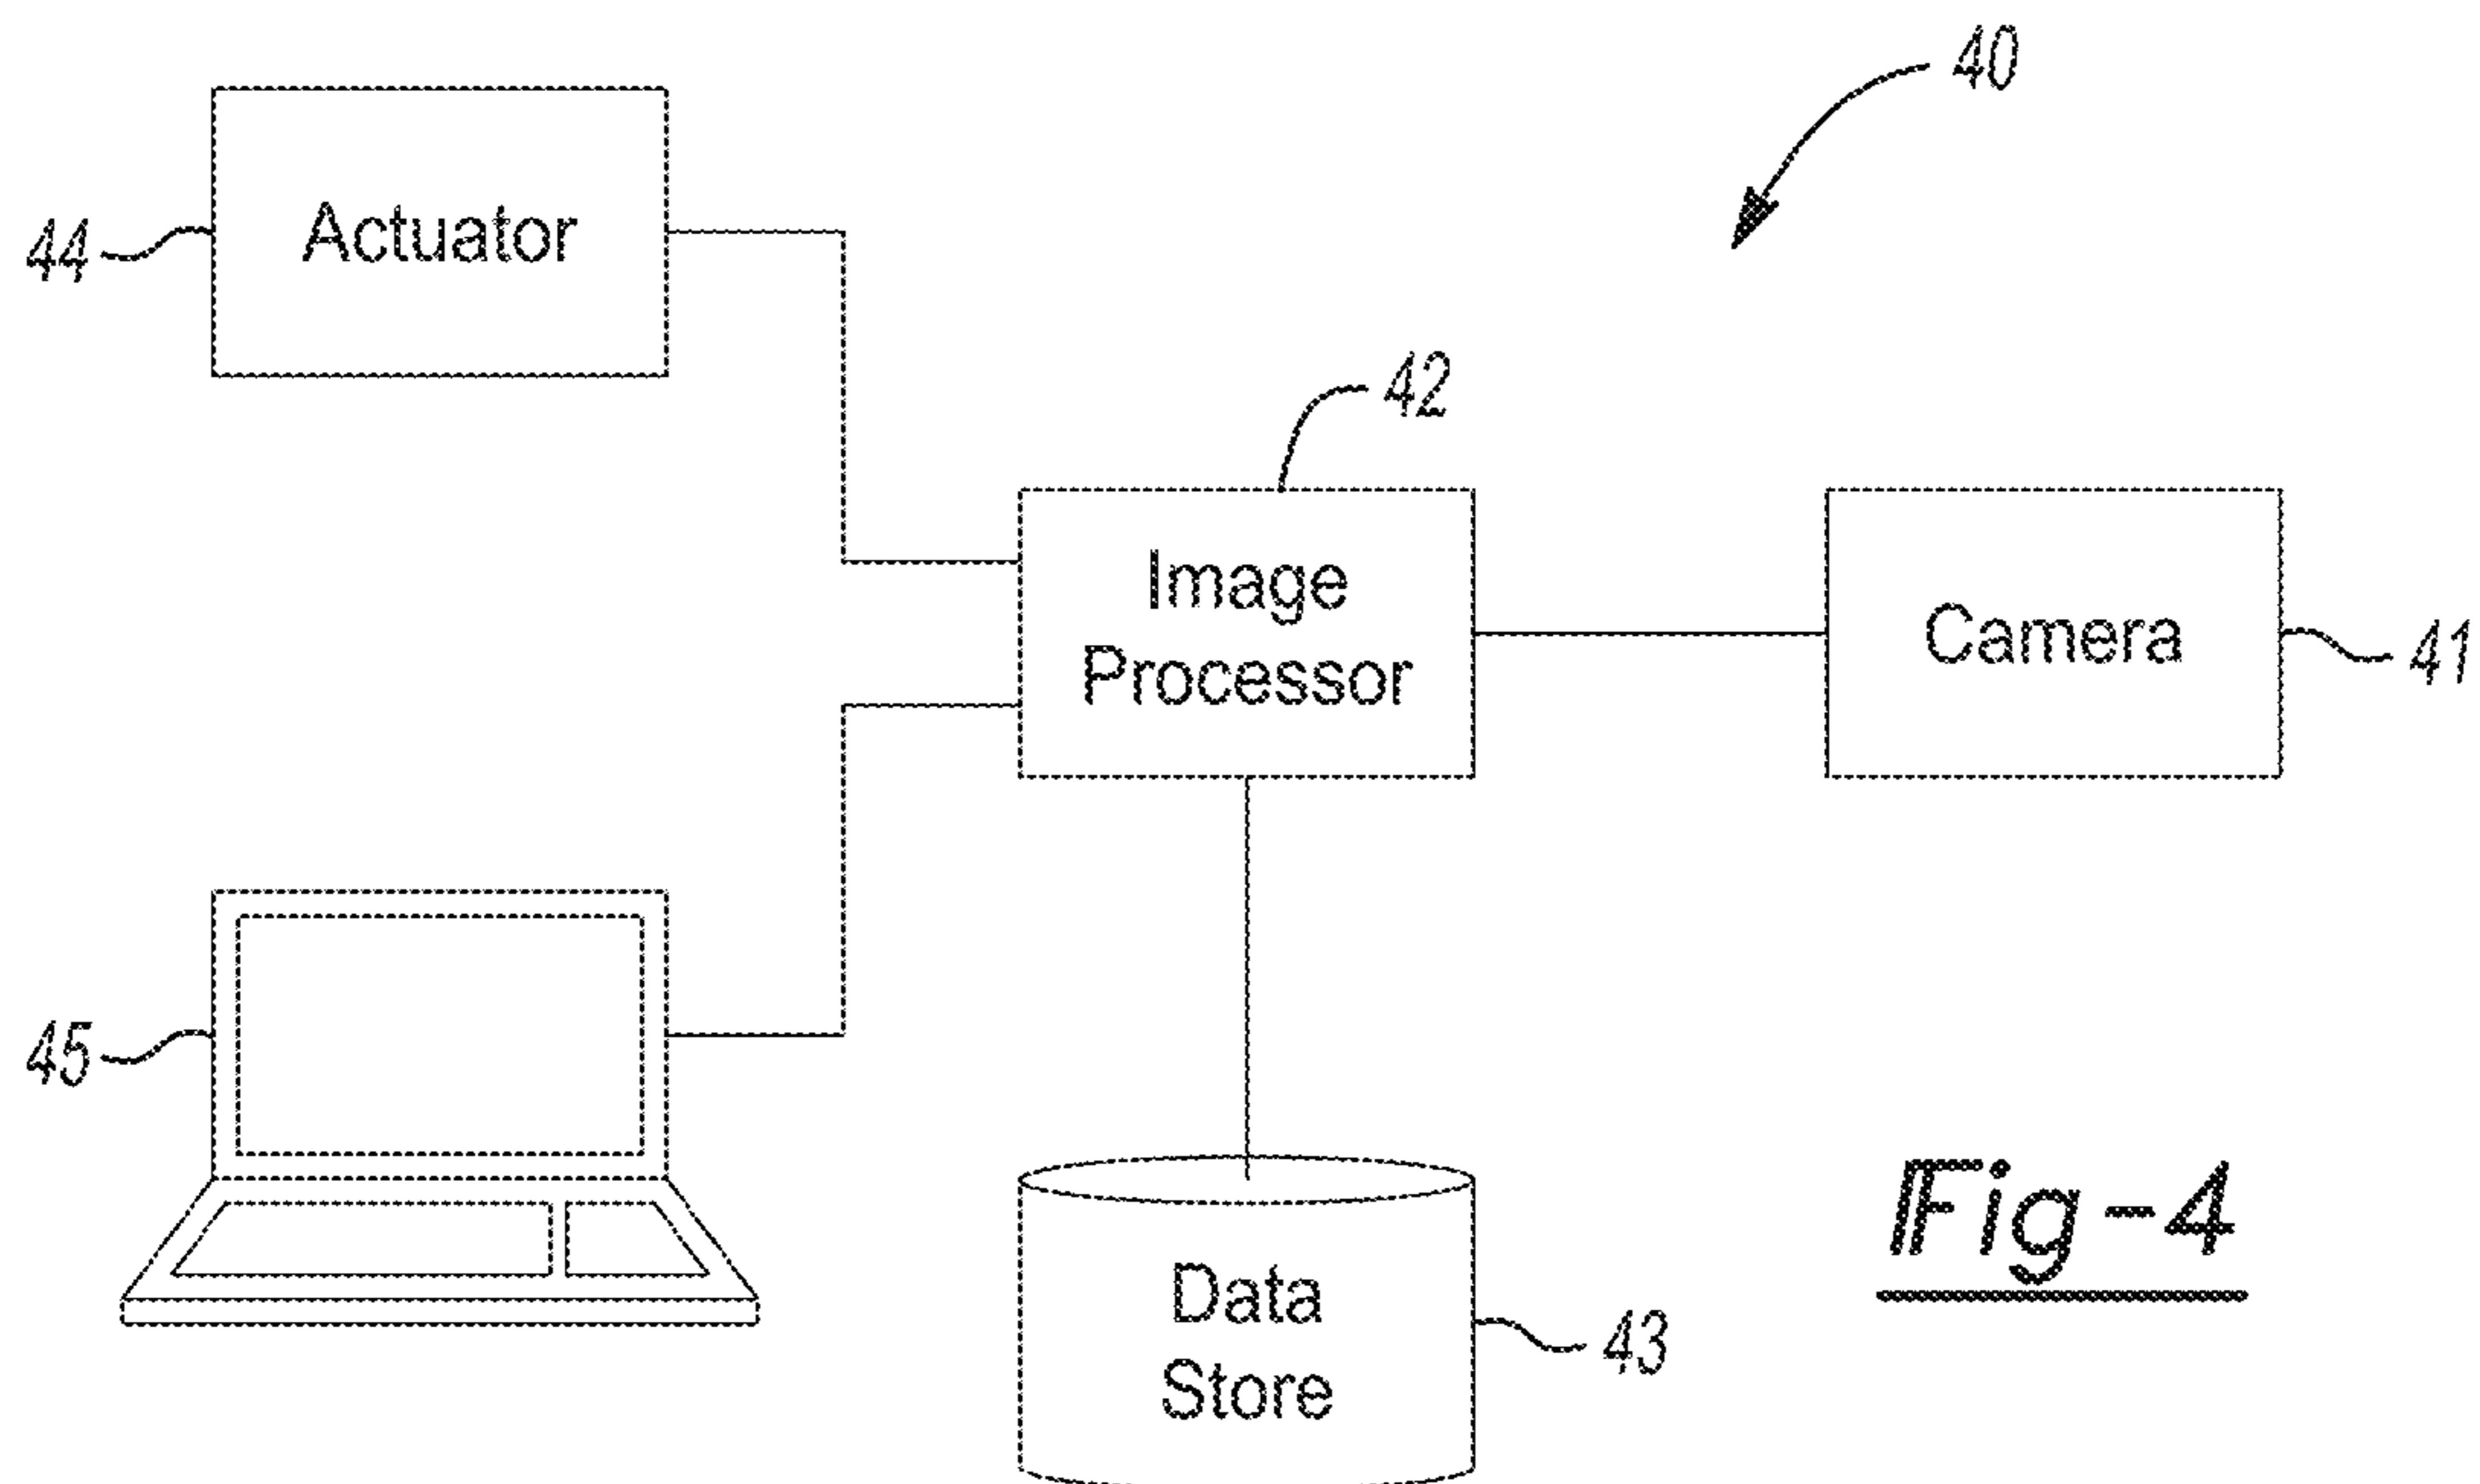 40
Actuator
44
42
Image
Processor
Camera
41
45
Data
Store
43
Fig-4